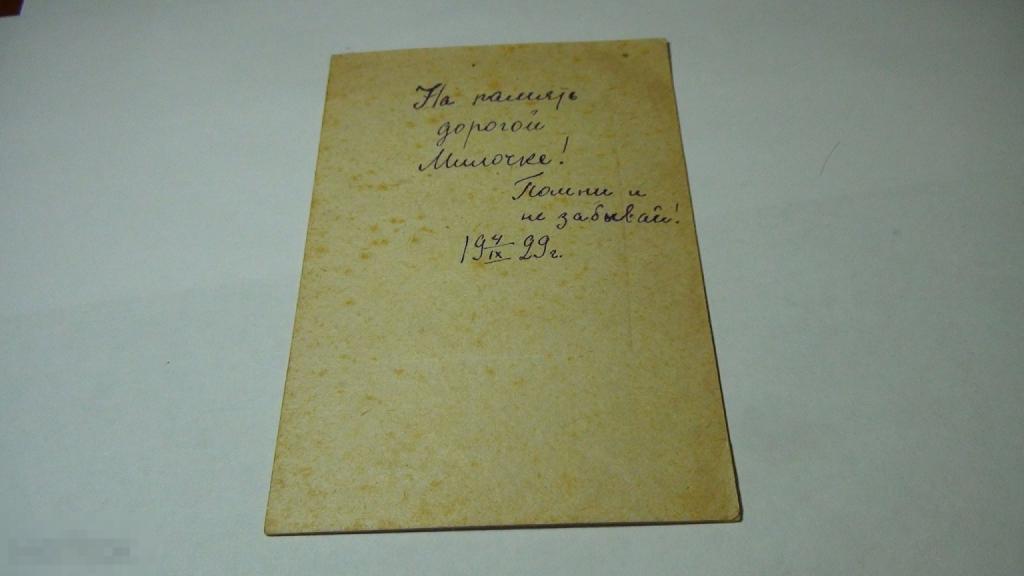 На память
дорогой
Милочке!
Помни и
не забывай!
19 4/IX 29г.